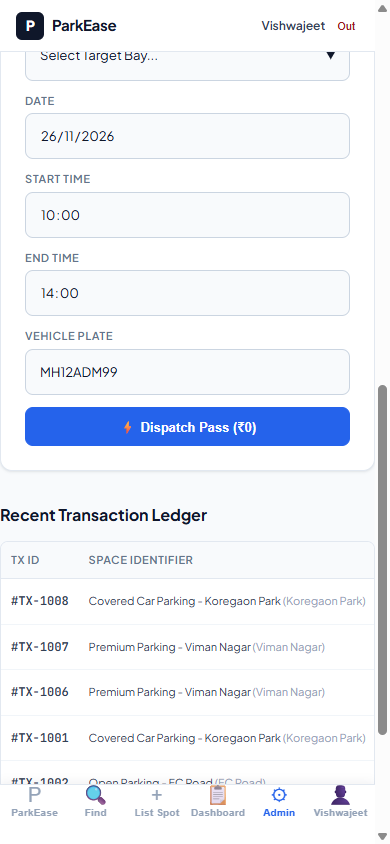 P ParkEase Vishwajeet Out
Select Target Bay... ▼
DATE
26/11/2026
START TIME
10:00
END TIME
14:00
VEHICLE PLATE
MH12ADM99
⚡ Dispatch Pass (₹0)
Recent Transaction Ledger
TX ID SPACE IDENTIFIER
#TX-1008 Covered Car Parking - Koregaon Park (Koregaon Park)
#TX-1007 Premium Parking - Viman Nagar (Viman Nagar)
#TX-1006 Premium Parking - Viman Nagar (Viman Nagar)
#TX-1001 Covered Car Parking - Koregaon Park (Koregaon Park)
#TX-1002 Open Parking - FC Road (FC Road)
P + 
ParkEase Find List Spot Dashboard Admin Vishwajeet